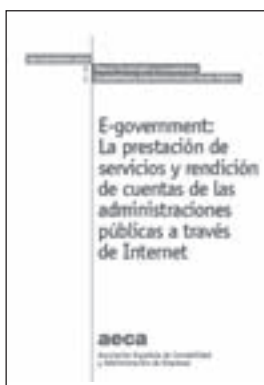 E-government:
La prestación de
servicios y rendición
de cuentas de las
administraciones
públicas a través
de Internet
aeca
Asociación Española de Contabilidad
y Administración de Empresas